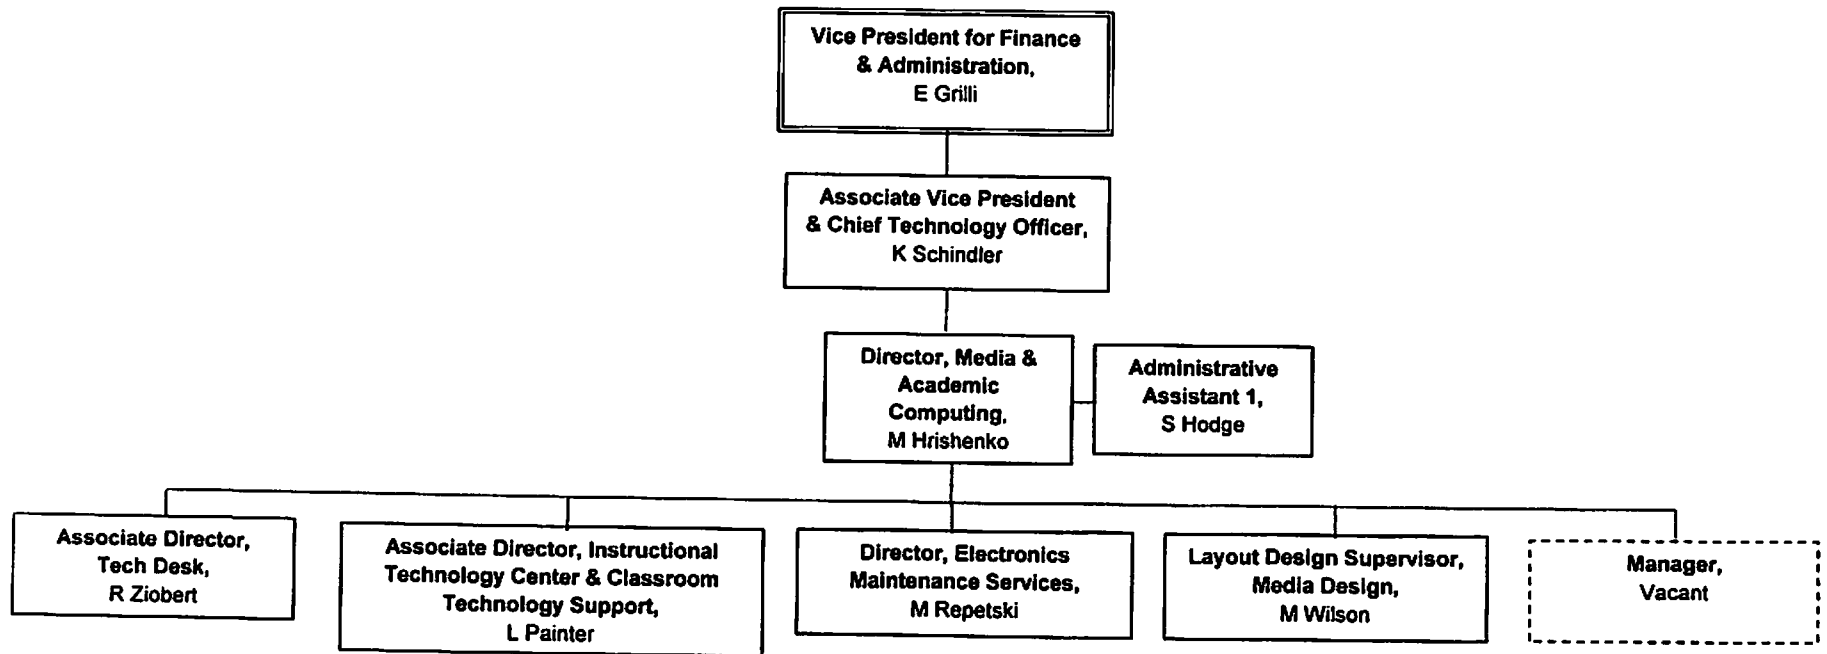 Vice President for Finance
& Administration,
E Grilli
Associate Vice President
& Chief Technology Officer,
K Schindler
Director, Media &
Academic
Computing,
M Hrishenko
Administrative
Assistant 1,
S Hodge
Associate Director,
Tech Desk,
R Ziobert
Associate Director, Instructional
Technology Center & Classroom
Technology Support,
L Painter
Director, Electronics
Maintenance Services,
M Repetski
Layout Design Supervisor,
Media Design,
M Wilson
Manager,
Vacant